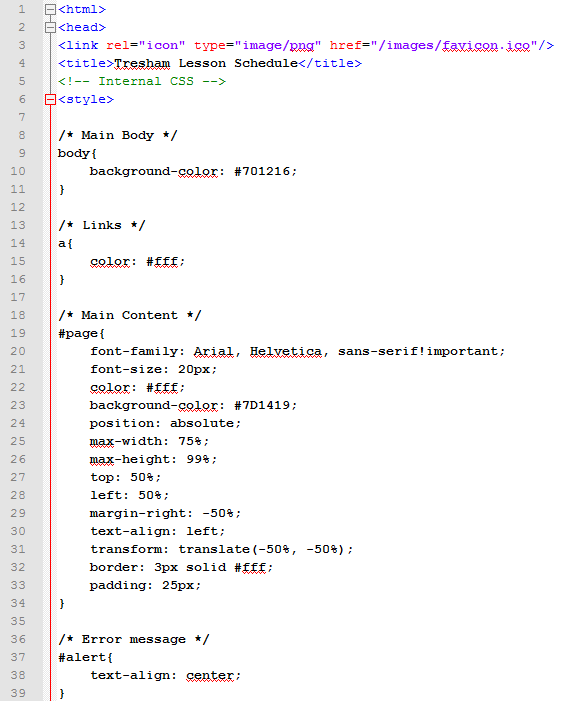 1 <html>
2 <head>
3 <link rel="icon" type="image/png" href="/images/favicon.ico"/>
4 <title>Tresham Lesson Schedule</title>
5 <!-- Internal CSS -->
6 <style>
7
8 /* Main Body */
9 body{
10 background-color: #701216;
11 }
12
13 /* Links */
14 a{
15 color: #fff;
16 }
17
18 /* Main Content */
19 #page{
20 font-family: Arial, Helvetica, sans-serif!important;
21 font-size: 20px;
22 color: #fff;
23 background-color: #7D1419;
24 position: absolute;
25 max-width: 75%;
26 max-height: 99%;
27 top: 50%;
28 left: 50%;
29 margin-right: -50%;
30 text-align: left;
31 transform: translate(-50%, -50%);
32 border: 3px solid #fff;
33 padding: 25px;
34 }
35
36 /* Error message */
37 #alert{
38 text-align: center;
39 }